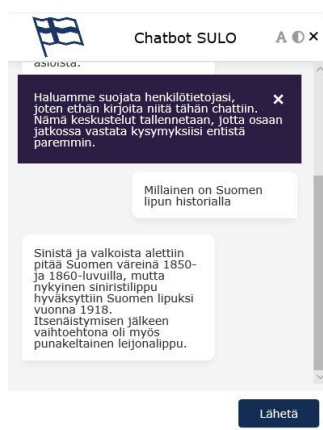 Chatbot SULO
A
asioista.
Haluamme suojata henkilötietojasi,
joten ethän kirjoita niitä tähän chattiin.
Nämä keskustelut tallennetaan, jotta osaan
jatkossa vastata kysymyksiisi entistä
paremmin.
Millainen on Suomen
lipun historialla
Sinistä ja valkoista alettiin
pitää Suomen väreinä 1850-
ja 1860-luvuilla, mutta
nykyinen siniristilippu
hyväksyttiin Suomen lipuksi
vuonna 1918.
Itsenäistymisen jälkeen
vaihtoehtona oli myös
punakeltainen leijonalippu.
Lähetä